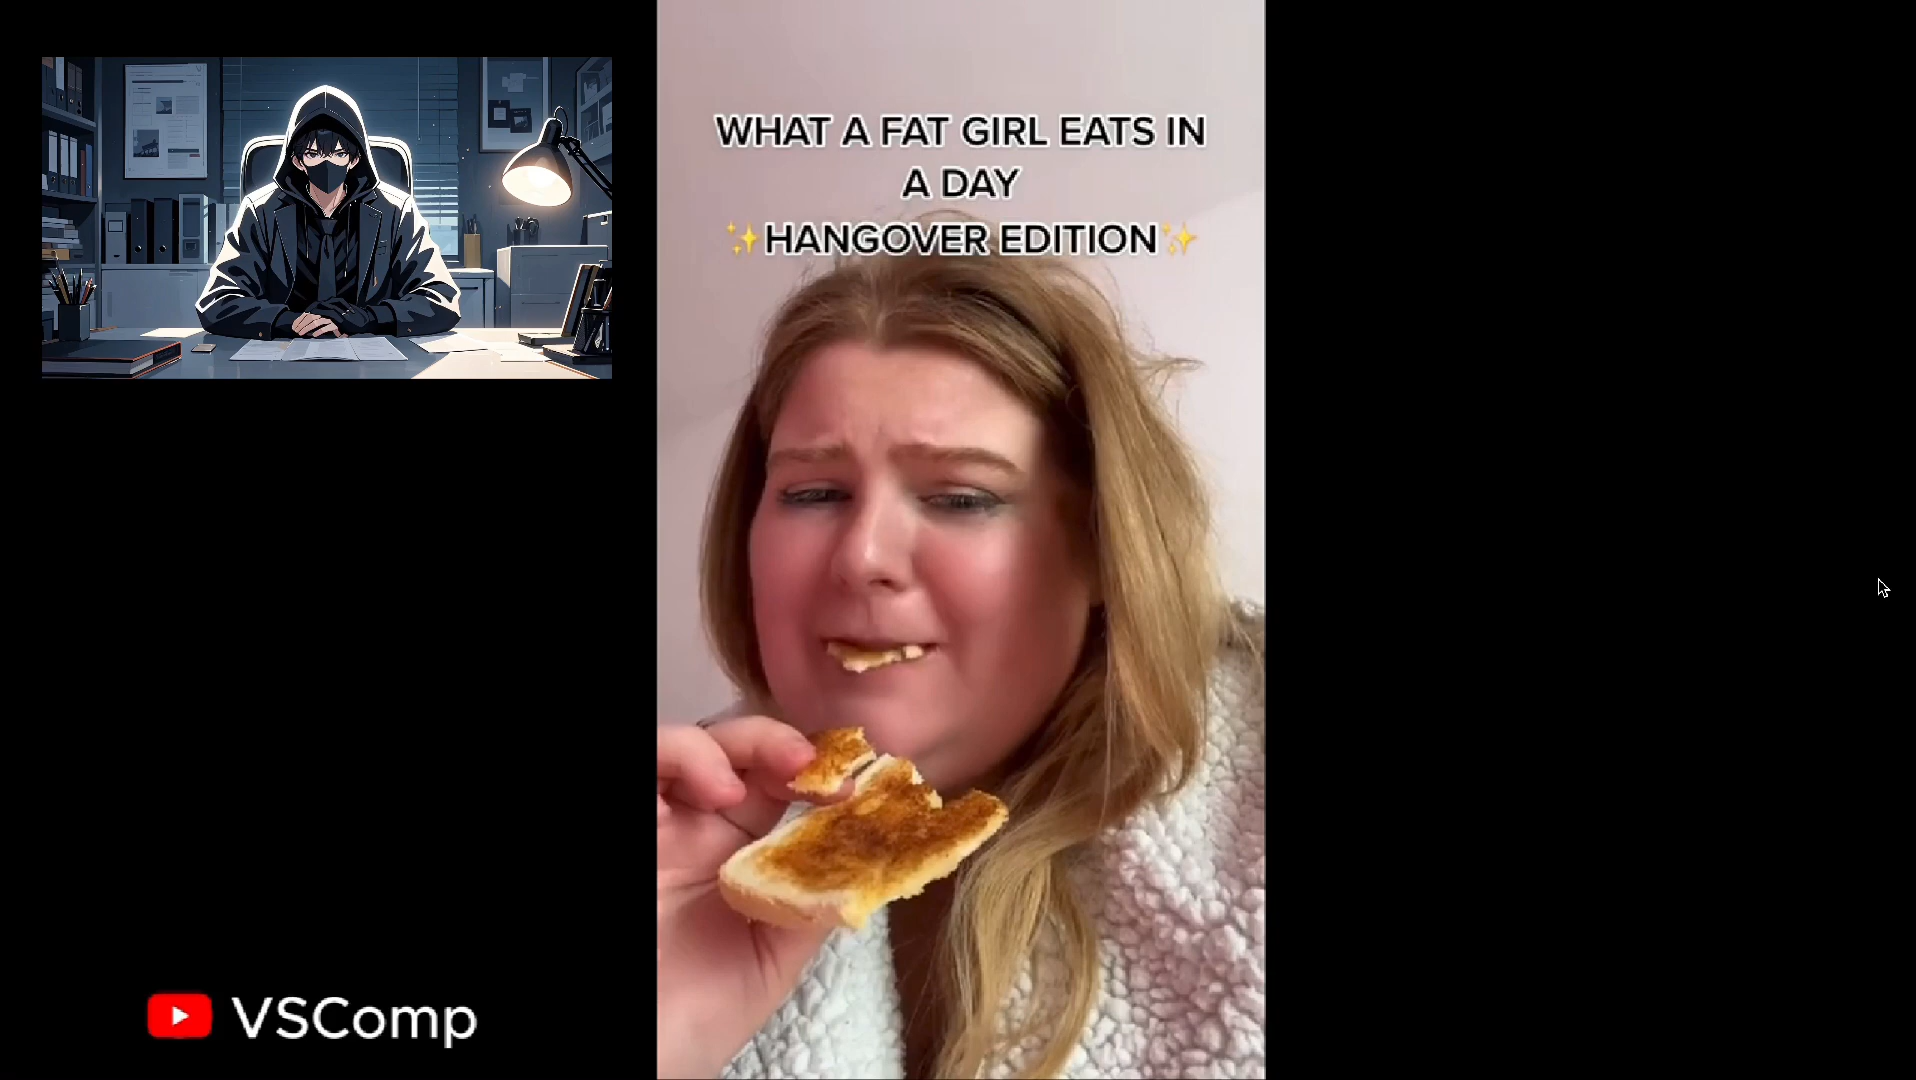 WHAT A FAT GIRL EATS IN
A DAY
✨HANGOVER EDITION✨
VSComp